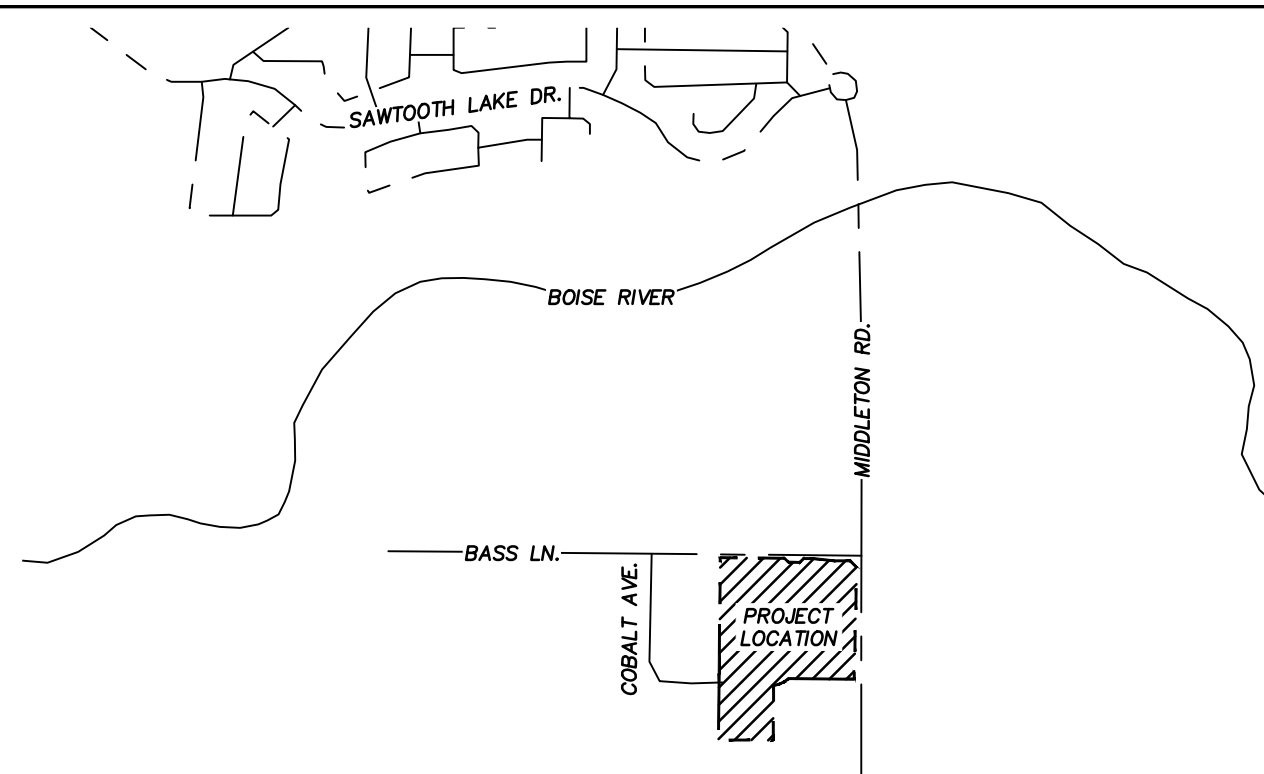 SAWTOOTH LAKE DR.
BOISE RIVER
MIDDLETON RD.
BASS LN.
COBALT AVE.
PROJECT
LOCATION